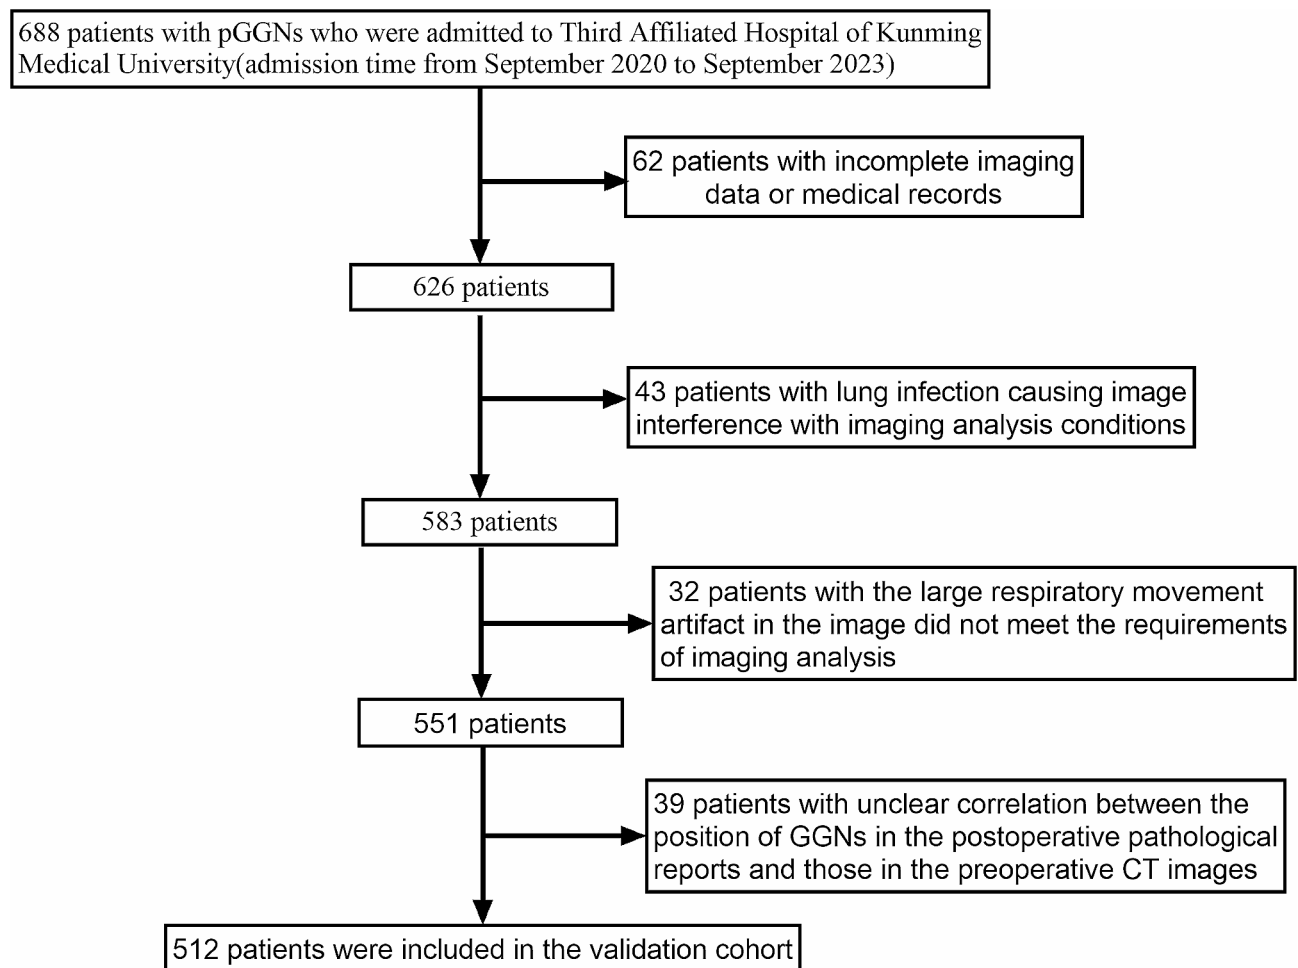 688 patients with pGGNs who were admitted to Third Affiliated Hospital of Kunming
Medical University(admission time from September 2020 to September 2023)
62 patients with incomplete imaging
data or medical records
626 patients
43 patients with lung infection causing image
interference with imaging analysis conditions
583 patients
32 patients with the large respiratory movement
artifact in the image did not meet the requirements
of imaging analysis
551 patients
39 patients with unclear correlation between the
position of GGNs in the postoperative pathological
reports and those in the preoperative CT images
512 patients were included in the validation cohort